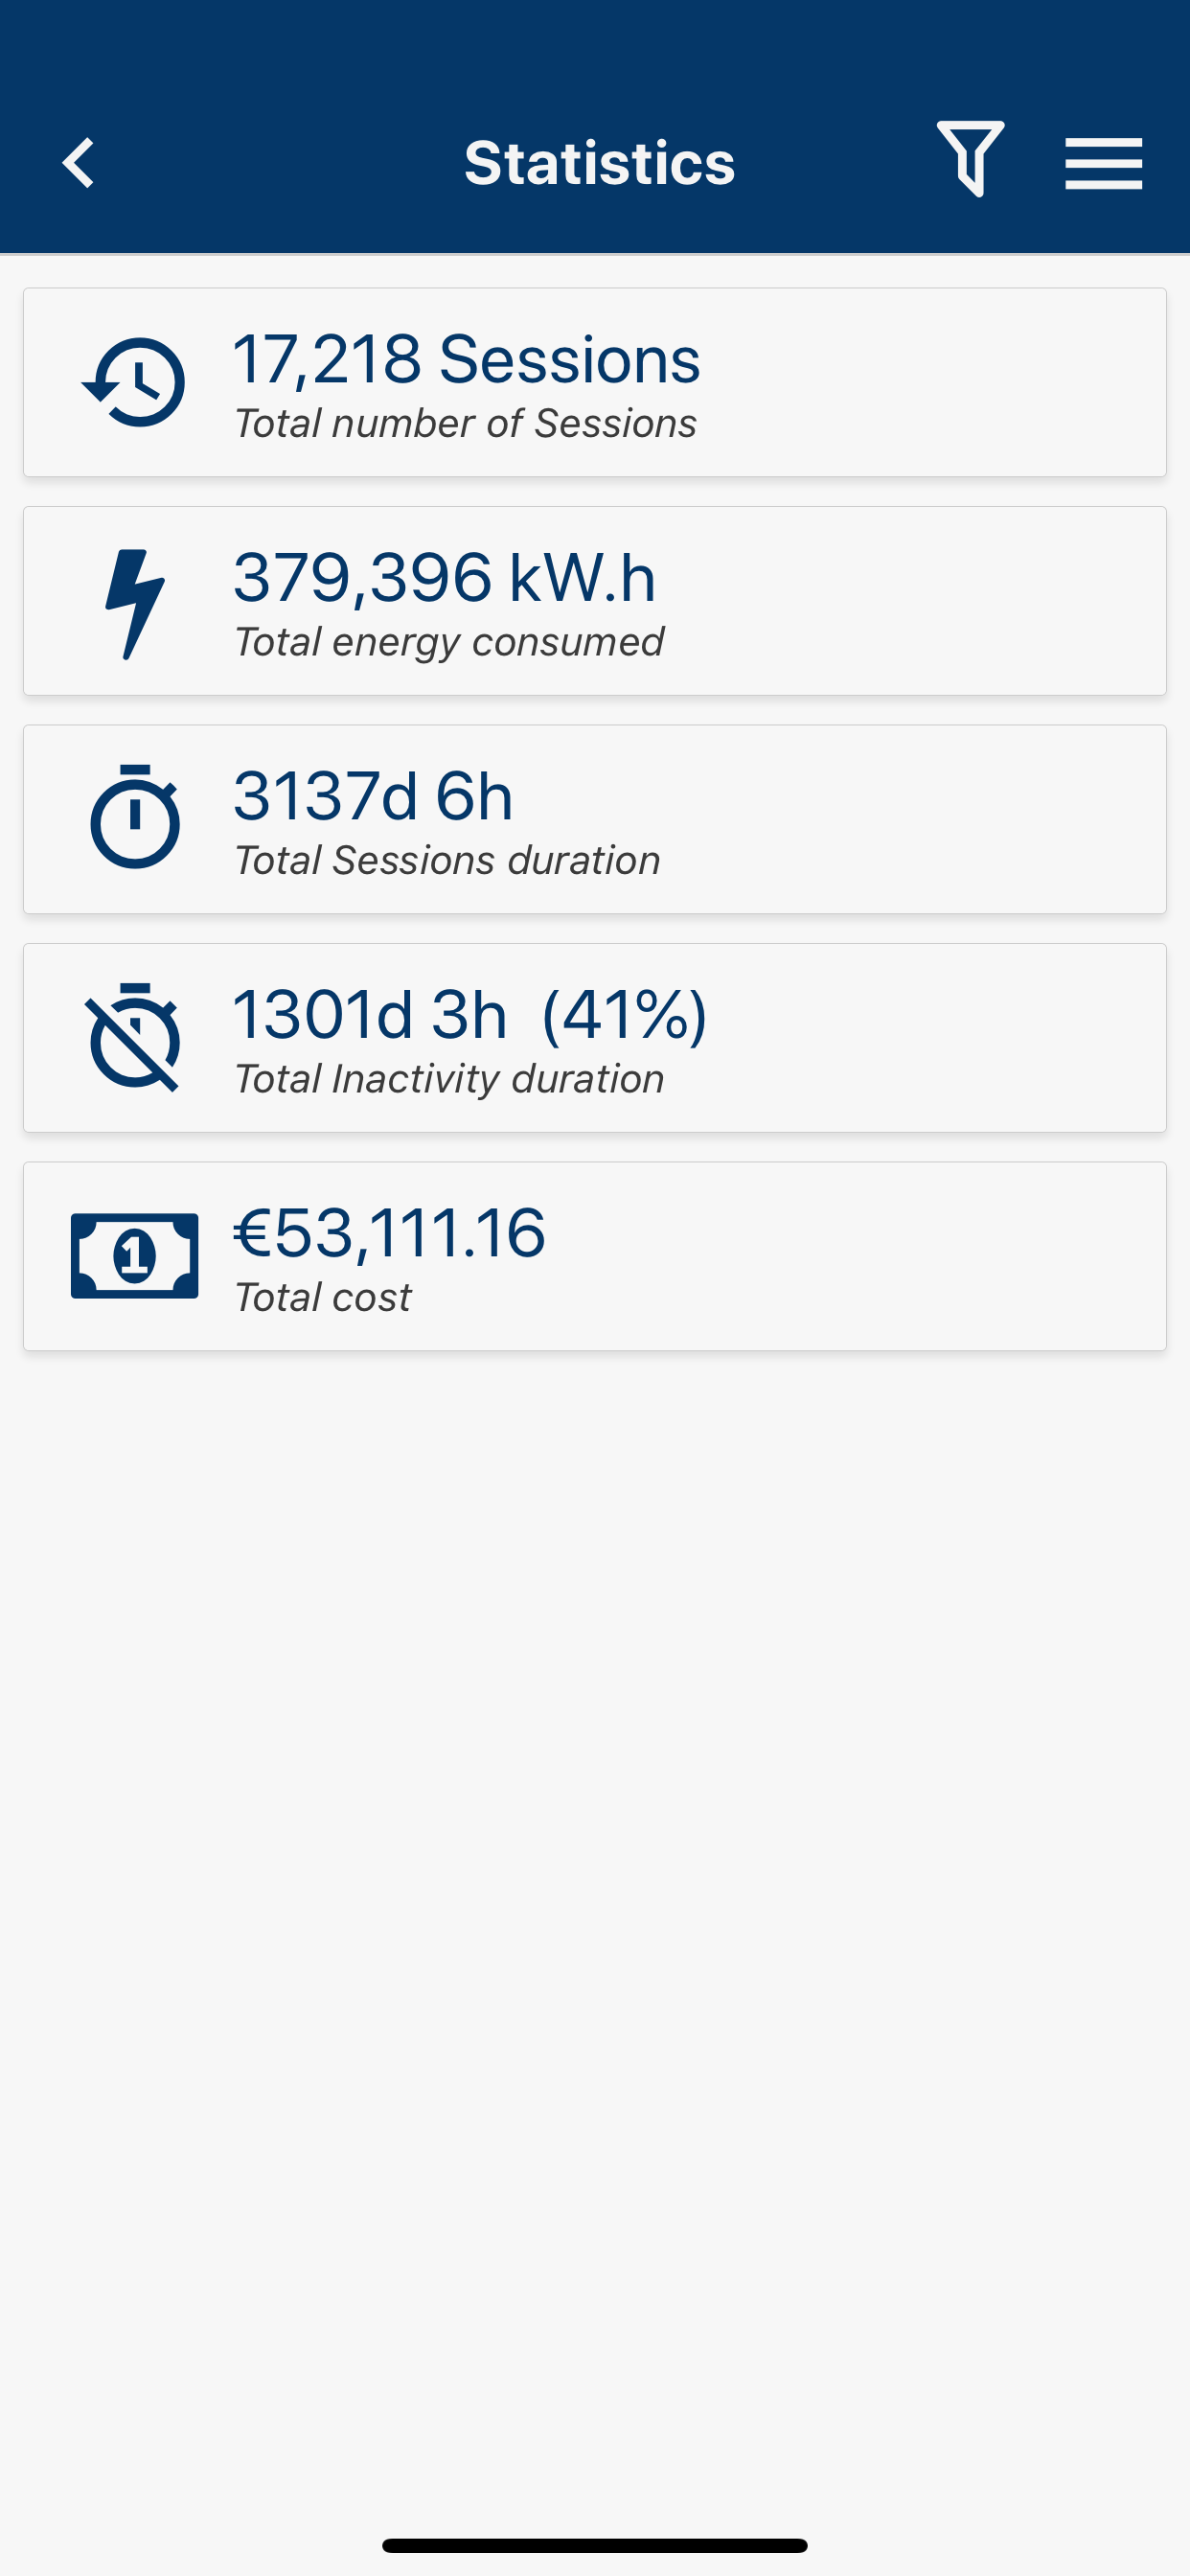 Statistics
17,218 Sessions
Total number of Sessions
379,396 kW.h
Total energy consumed
3137d 6h
Total Sessions duration
1301d 3h (41%)
Total Inactivity duration
1
€53,111.16
Total cost